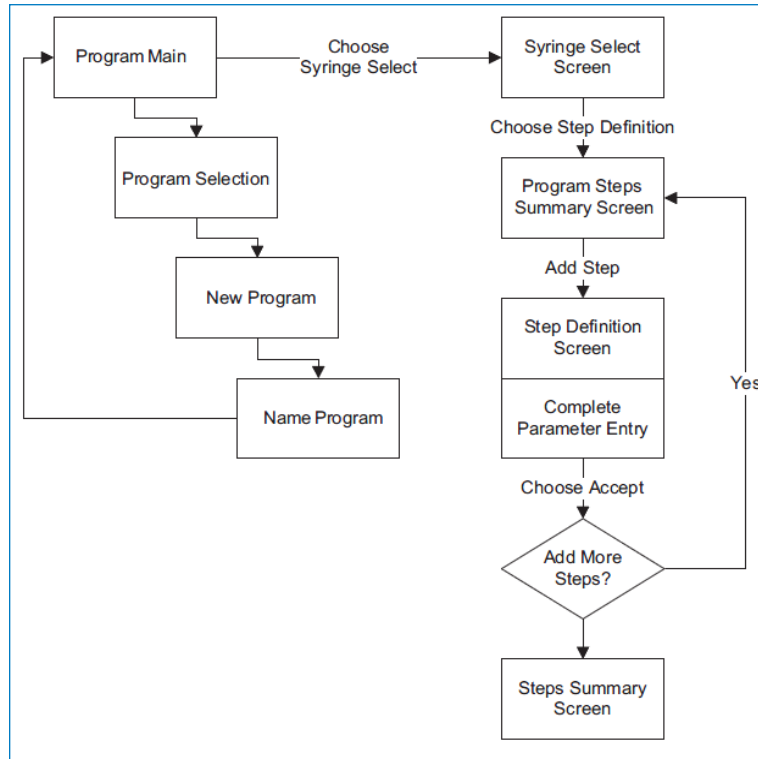 Program Main
Choose
Syringe Select
Syringe Select
Screen
Choose Step Definition
Program Selection
Program Steps
Summary Screen
Add Step
New Program
Step Definition
Screen
Yes
Name Program
Complete
Parameter Entry
Choose Accept
Add More
Steps?
Steps Summary
Screen